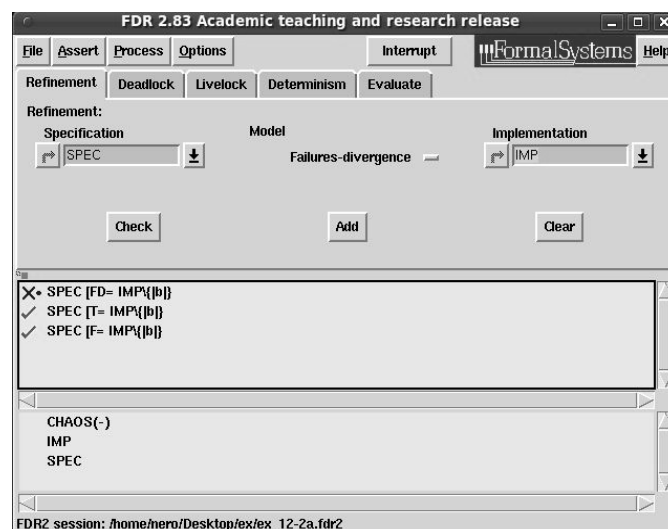 FDR 2.83 Academic teaching and research release
File Assert Process Options Interrupt FormalSystems Help
Refinement Deadlock Livelock Determinism Evaluate
Refinement:
Specification Model Implementation
SPEC Failures-divergence IMP
Check Add Clear
SPEC [FD= IMP\{|b|}
SPEC [T= IMP\{|b|}
SPEC [F= IMP\{|b|}
CHAOS(-)
IMP
SPEC
FDR2 session: /home/nero/Desktop/ex/ex_12-2a.fdr2